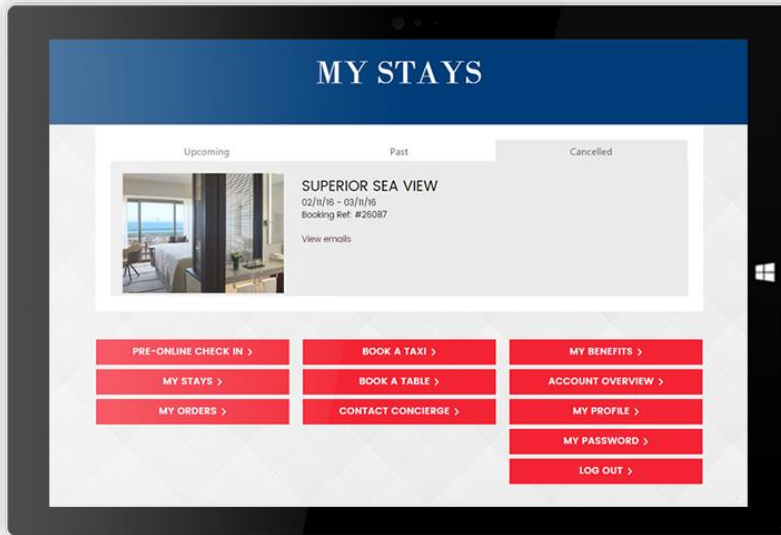 MY STAYS
Upcoming
Past
Cancelled
SUPERIOR SEA VIEW
02/11/16 - 03/11/16
Booking Ref: #26087
View emails
PRE-ONLINE CHECK IN >
BOOK A TAXI >
MY BENEFITS >
MY STAYS >
BOOK A TABLE >
ACCOUNT OVERVIEW >
MY ORDERS >
CONTACT CONCIERGE >
MY PROFILE >
MY PASSWORD >
LOG OUT >